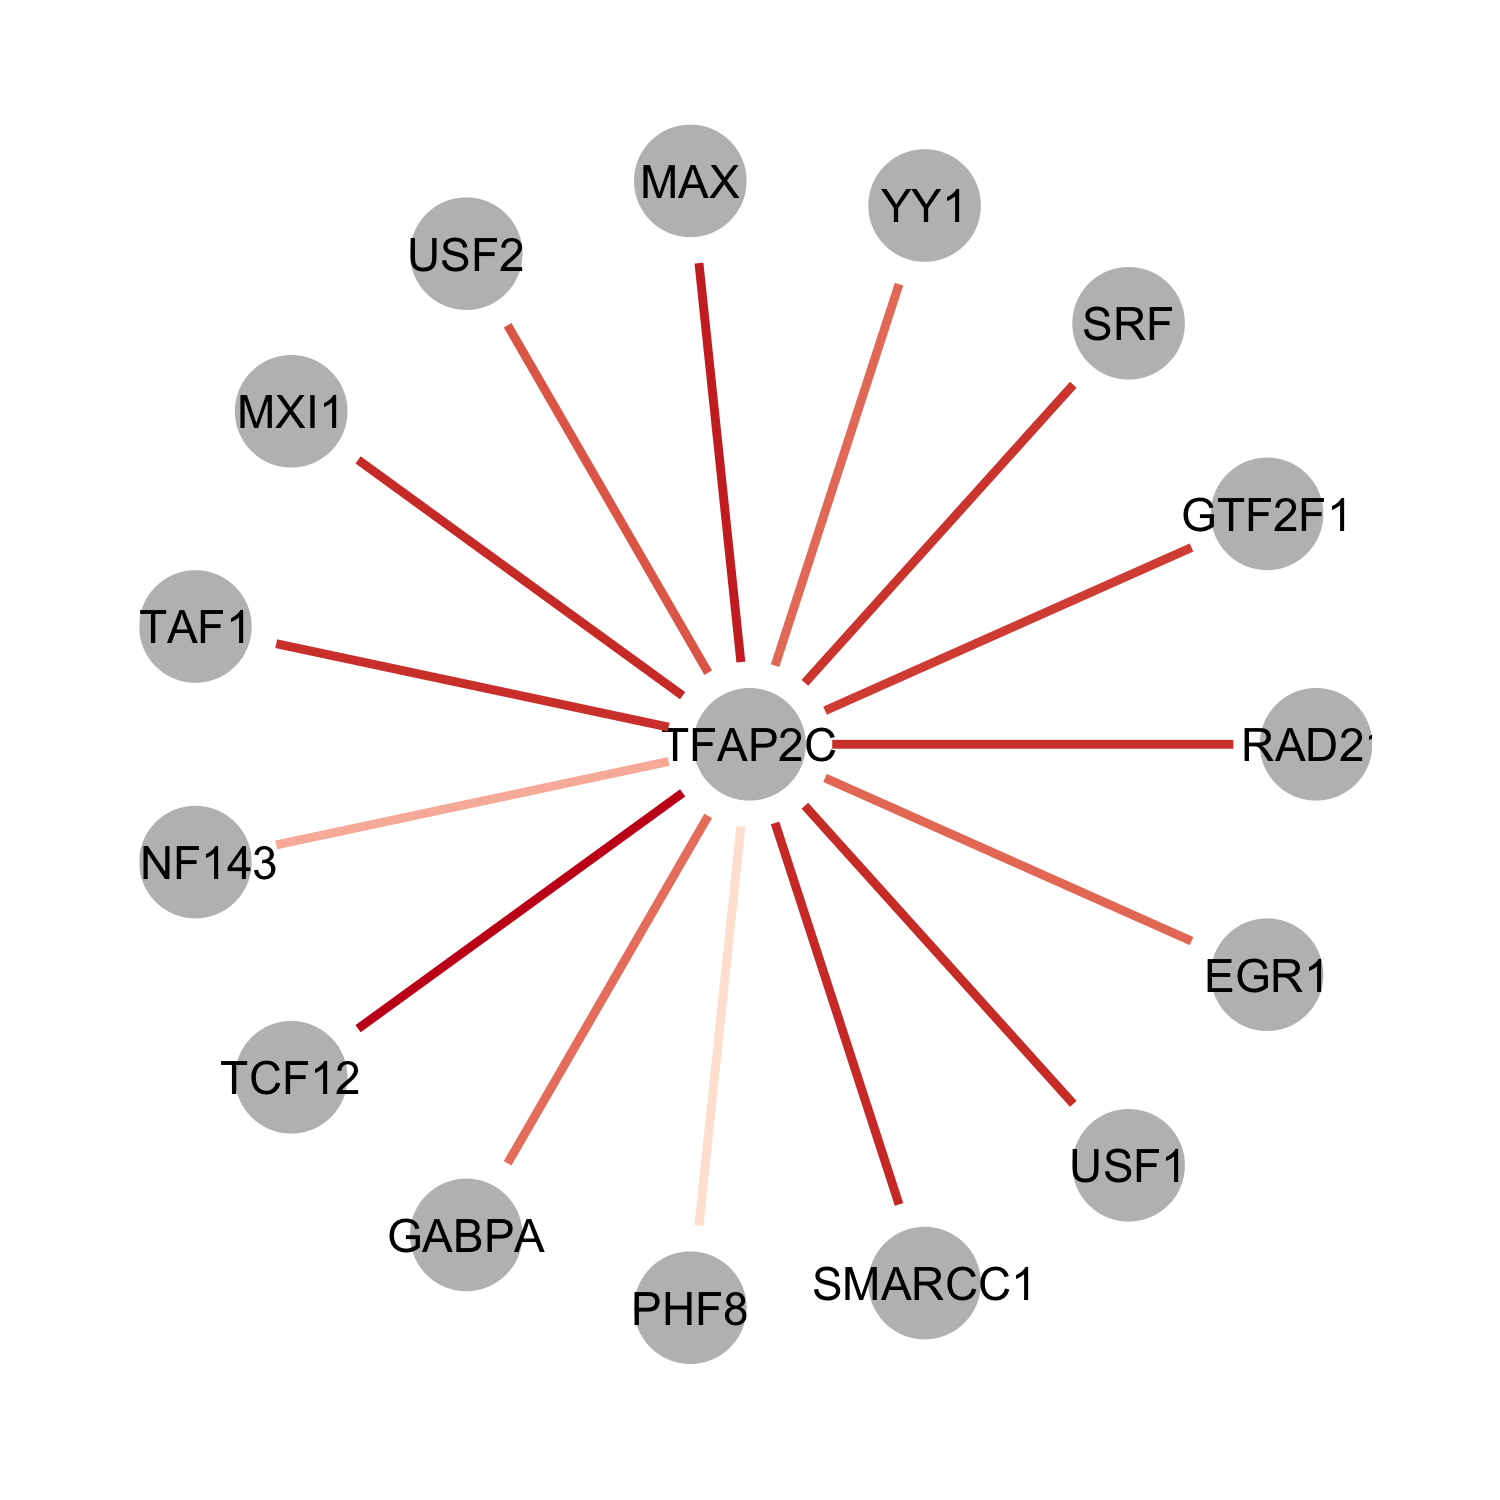 MAX
YY1
USF2
SRF
MXI1
GTF2F1
TAF1
TFAP2C
RAD21
NF143
EGR1
TCF12
USF1
GABPA
SMARCC1
PHF8